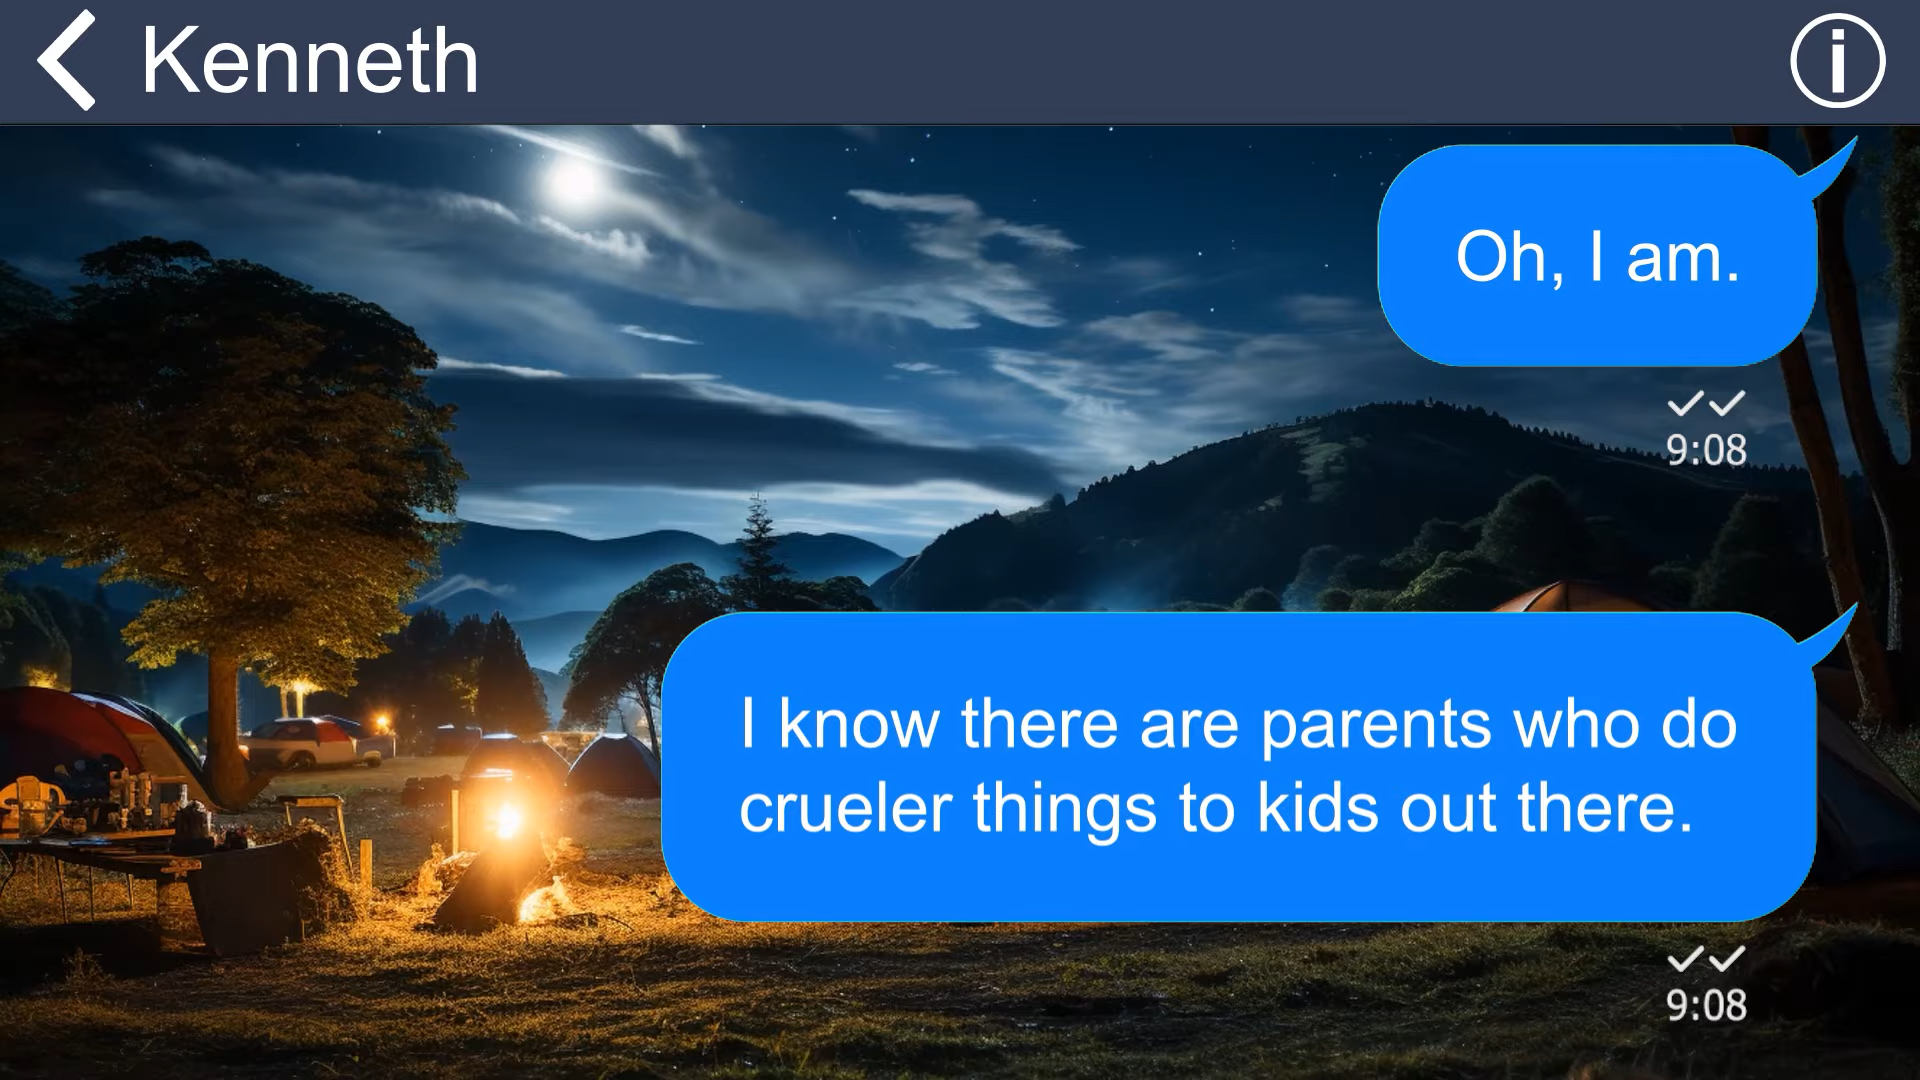 Kenneth
Oh, I am.
9:08
I know there are parents who do
crueler things to kids out there.
9:08